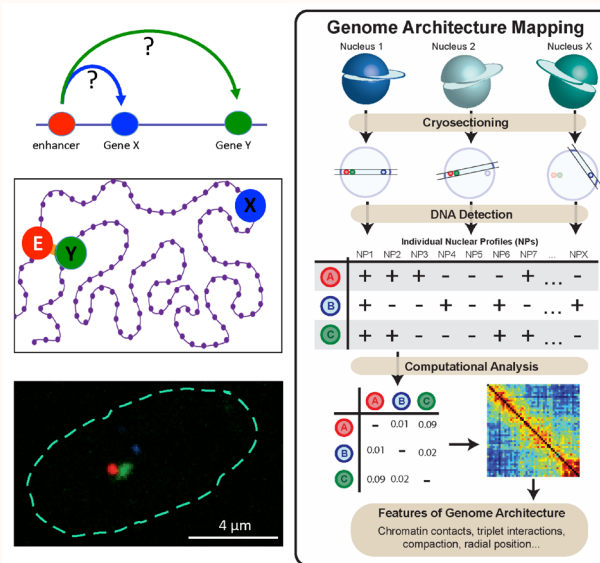 ?
?
enhancer Gene X Gene Y
E Y X
4 μm
Genome Architecture Mapping
Nucleus 1 Nucleus 2 Nucleus X
Cryosectioning
DNA Detection
Individual Nuclear Profiles (NPs)
NP1 NP2 NP3 NP4 NP5 NP6 NP7 ... NPX
A + + + - - - + ... -
B + - - + - + - ... +
C + + - - - + + ... -
Computational Analysis
A B C
A - 0.01 0.09
B 0.01 - 0.02
C 0.09 0.02 -
Features of Genome Architecture
Chromatin contacts, triplet interactions,
compaction, radial position...